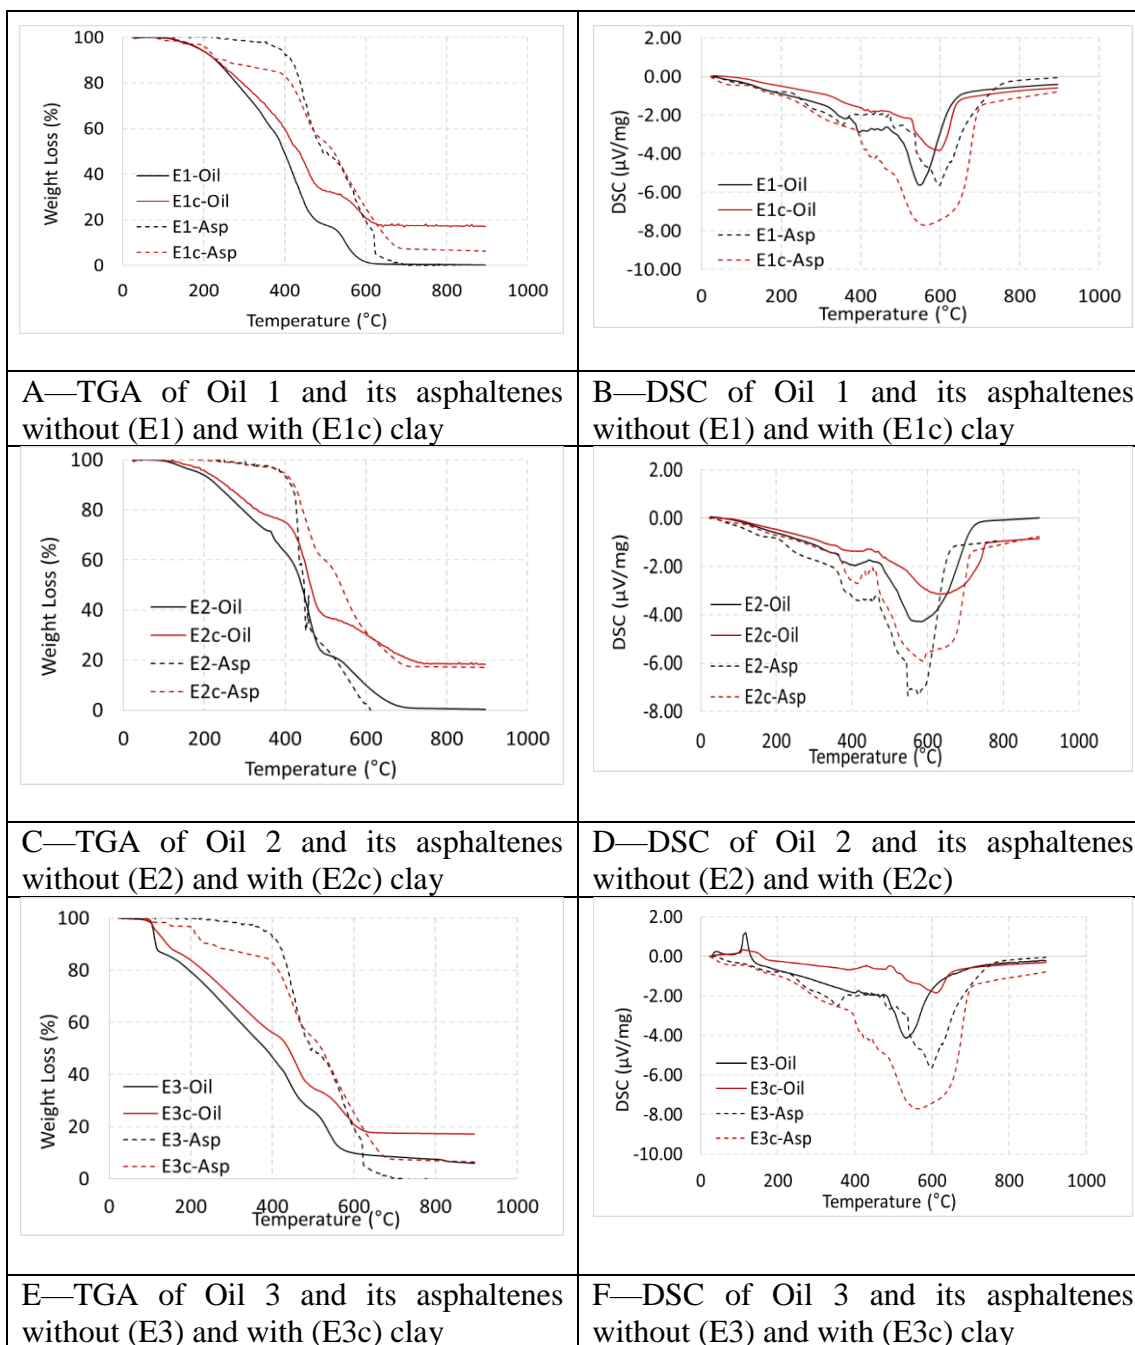 100
80
60
40
20
0
Weight Loss (%)
E1-Oil
E1c-Oil
E1-Asp
E1c-Asp
0 200 400 600 800 1000
Temperature (°C)
2.00
0.00
-2.00
-4.00
-6.00
-8.00
-10.00
DSC (µV/mg)
E1-Oil
E1c-Oil
E1-Asp
E1c-Asp
0 200 400 600 800 1000
Temperature (°C)
A—TGA of Oil 1 and its asphaltenes
without (E1) and with (E1c) clay
B—DSC of Oil 1 and its asphaltenes
without (E1) and with (E1c) clay
100
80
60
40
20
0
Weight Loss (%)
E2-Oil
E2c-Oil
E2-Asp
E2c-Asp
0 200 400 600 800 1000
Temperature (°C)
2.00
0.00
-2.00
-4.00
-6.00
-8.00
DSC (µV/mg)
E2-Oil
E2c-Oil
E2-Asp
E2c-Asp
0 200 400 600 800 1000
Temperature (°C)
C—TGA of Oil 2 and its asphaltenes
without (E2) and with (E2c) clay
D—DSC of Oil 2 and its asphaltenes
without (E2) and with (E2c)
100
80
60
40
20
0
Weight Loss (%)
E3-Oil
E3c-Oil
E3-Asp
E3c-Asp
0 200 400 600 800 1000
Temperature (°C)
2.00
0.00
-2.00
-4.00
-6.00
-8.00
-10.00
DSC (µV/mg)
E3-Oil
E3c-Oil
E3-Asp
E3c-Asp
0 200 400 600 800 1000
Temperature (°C)
E—TGA of Oil 3 and its asphaltenes
without (E3) and with (E3c) clay
F—DSC of Oil 3 and its asphaltenes
without (E3) and with (E3c) clay